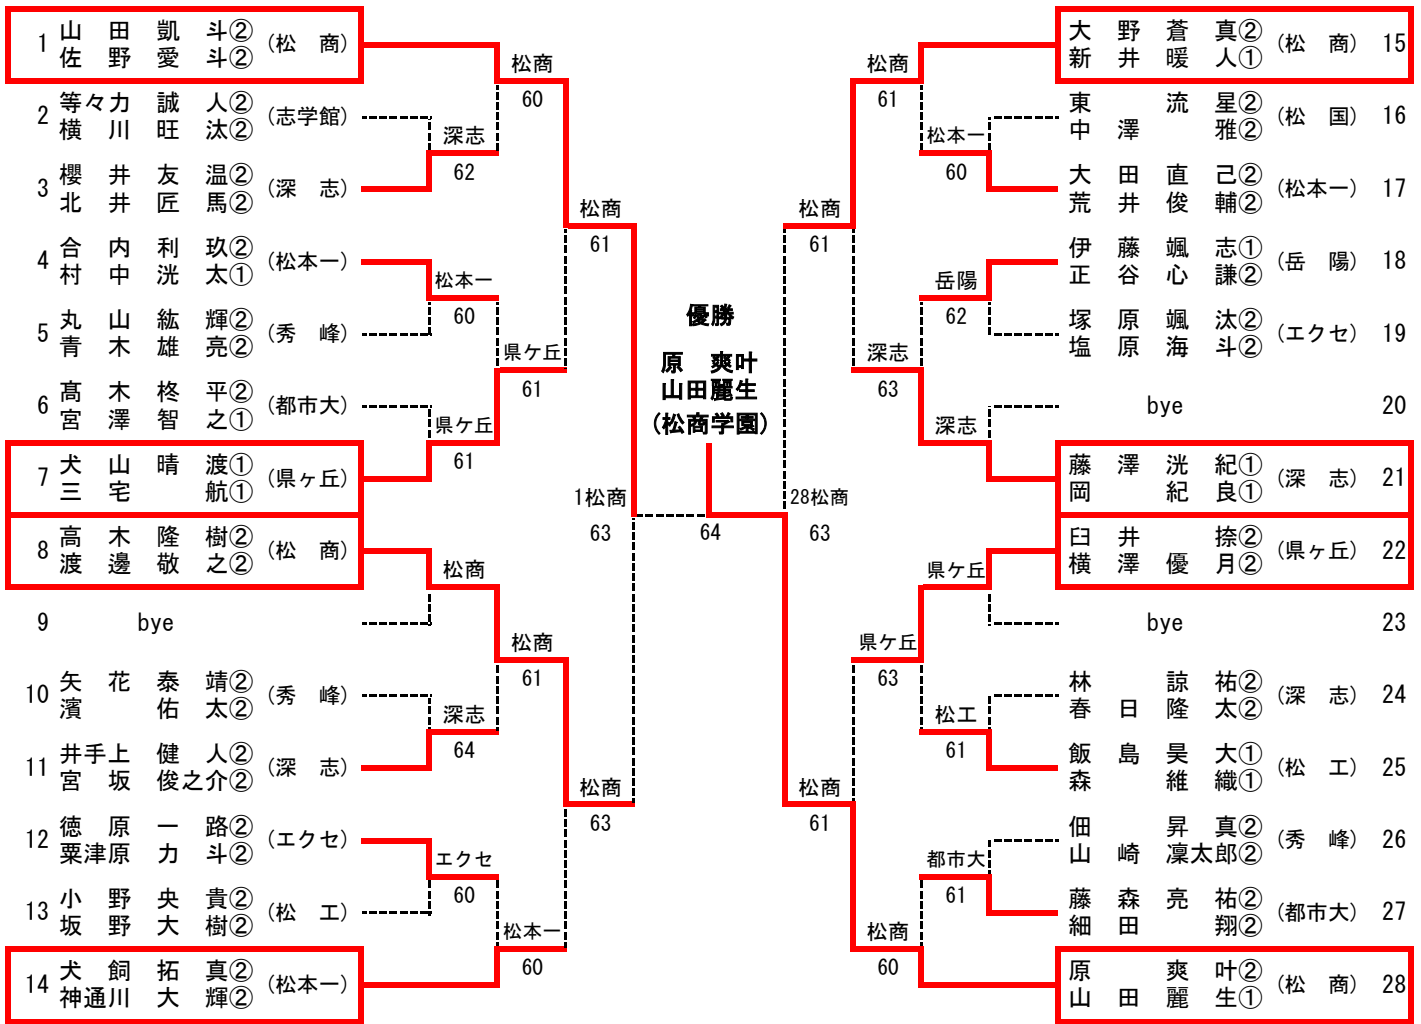 1 山田凱斗② (松商)
佐野愛斗②
2 等々力誠人② (志学館)
横川旺汰②
3 櫻井友温② (深志)
北井匠馬②
4 合内利玖② (松本一)
村中洸太①
5 丸山紘輝② (秀峰)
青木雄亮②
6 髙木柊平② (都市大)
宮澤智之①
7 犬山晴渡① (県ヶ丘)
三宅航①
8 高木隆樹② (松商)
渡邊敬之②
9 bye
10 矢花泰靖② (秀峰)
濱佑太②
11 井手上健人② (深志)
宮坂俊之介②
12 徳原一路② (エクセ)
粟津原力斗②
13 小野央貴② (松工)
坂野大樹②
14 犬飼拓真② (松本一)
神通川大輝②
深志
62
松本一
60
県ケ丘
61
松商
深志
64
エクセ
60
松商
60
県ケ丘
61
松商
61
松本一
60
松商
61
松商
63
1松商
63
優勝
原 爽叶
山田麗生
(松商学園)
64
28松商
63
松商
61
松商
61
松商
61
深志
63
県ケ丘
63
松商
60
松本一
60
岳陽
62
深志
県ケ丘
松工
61
都市大
61
大野蒼真② (松商) 15
新井暖人①
東流星② (松国) 16
中澤雅②
大田直己② (松本一) 17
荒井俊輔②
伊藤颯志① (岳陽) 18
正谷心謙②
塚原颯汰② (エクセ) 19
塩原海斗②
bye 20
藤澤洸紀① (深志) 21
岡紀良①
臼井捺② (県ヶ丘) 22
横澤優月②
bye 23
林諒祐② (深志) 24
春日隆太②
飯島昊大① (松工) 25
森維織①
佃昇真② (秀峰) 26
山崎凜太郎②
藤森亮祐② (都市大) 27
細田翔②
原爽叶② (松商) 28
山田麗生①